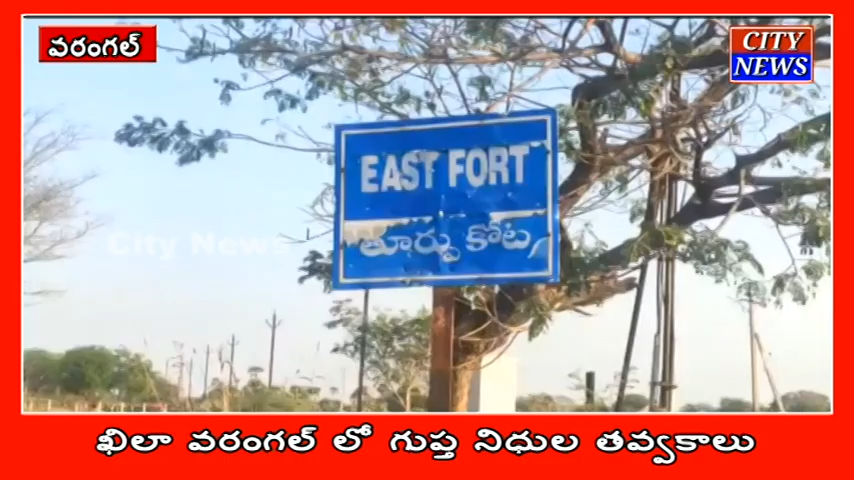 వరంగల్
CITY
NEWS
EAST FORT
తూర్పు కోట
City News
ఖిలా వరంగల్ లో గుప్త నిధుల తవ్వకాలు